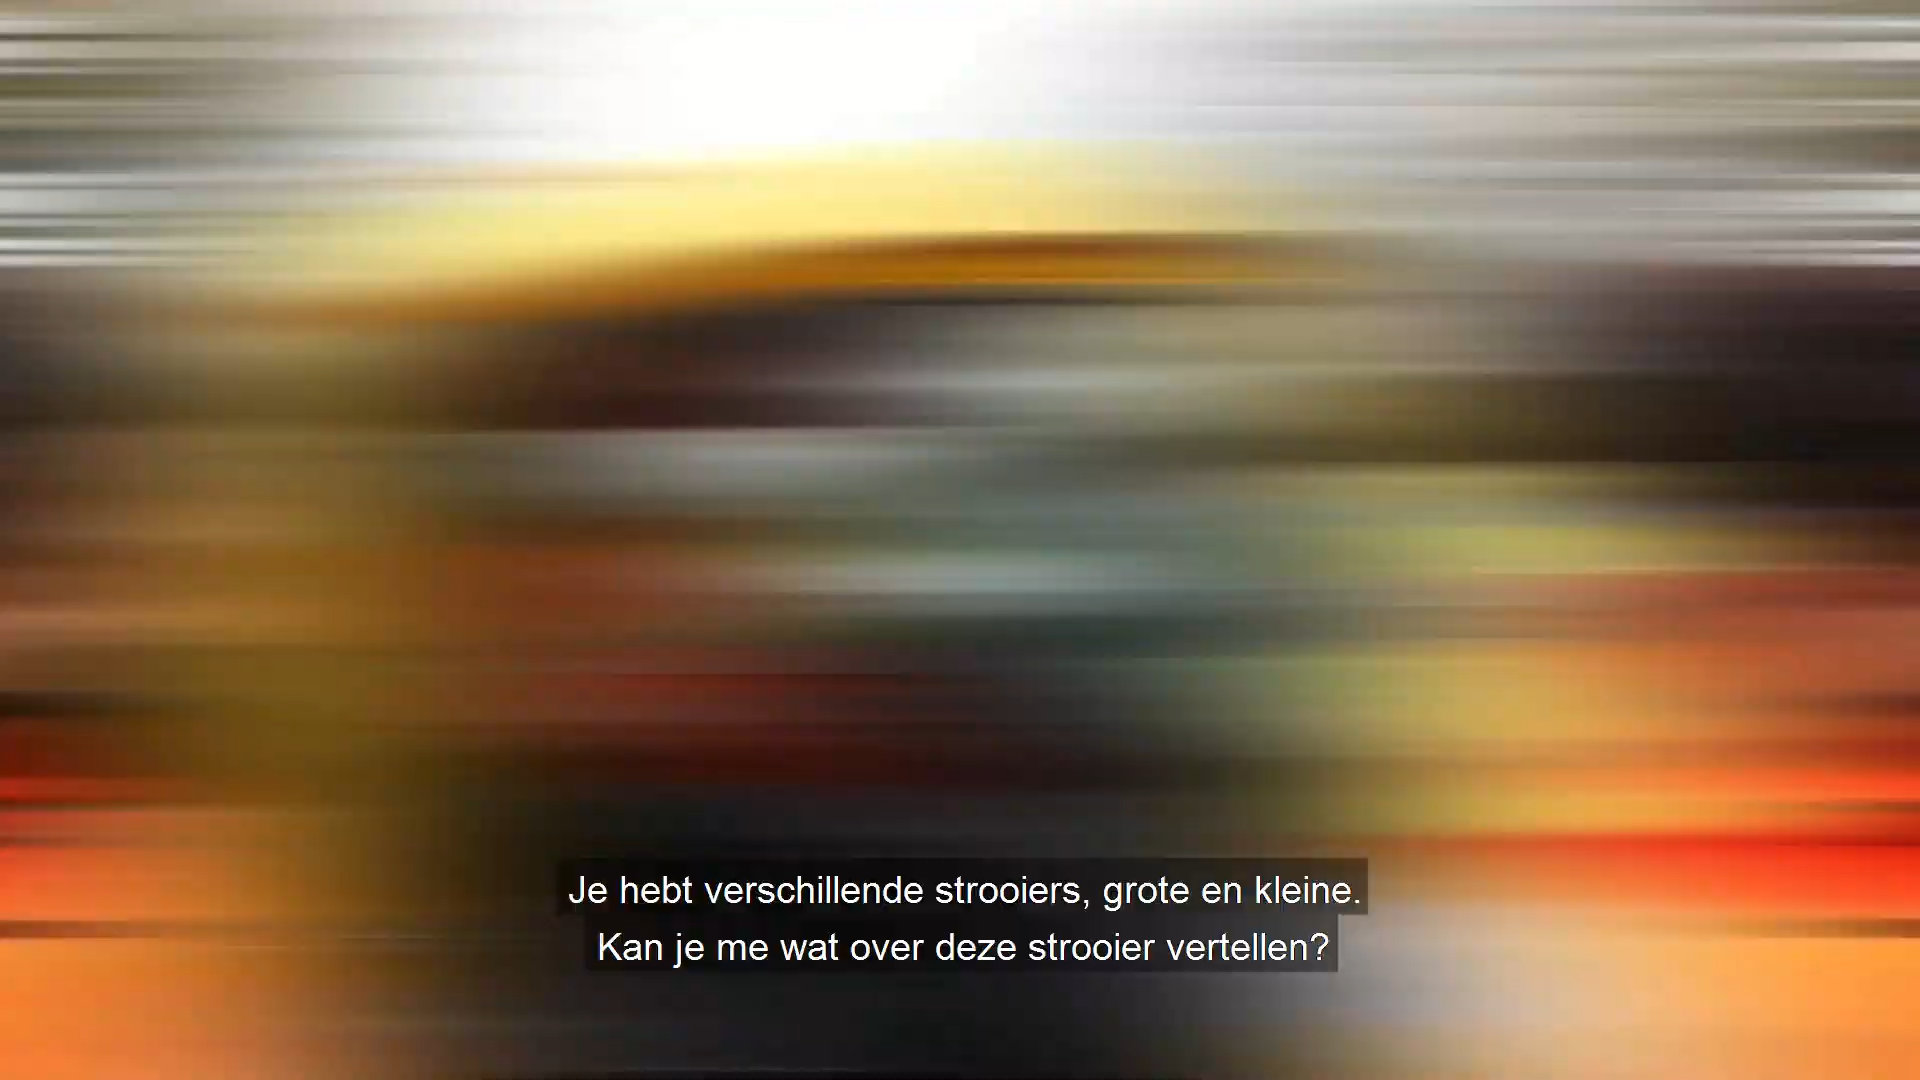 Je hebt verschillende strooiers, grote en kleine.
Kan je me wat over deze strooier vertellen?